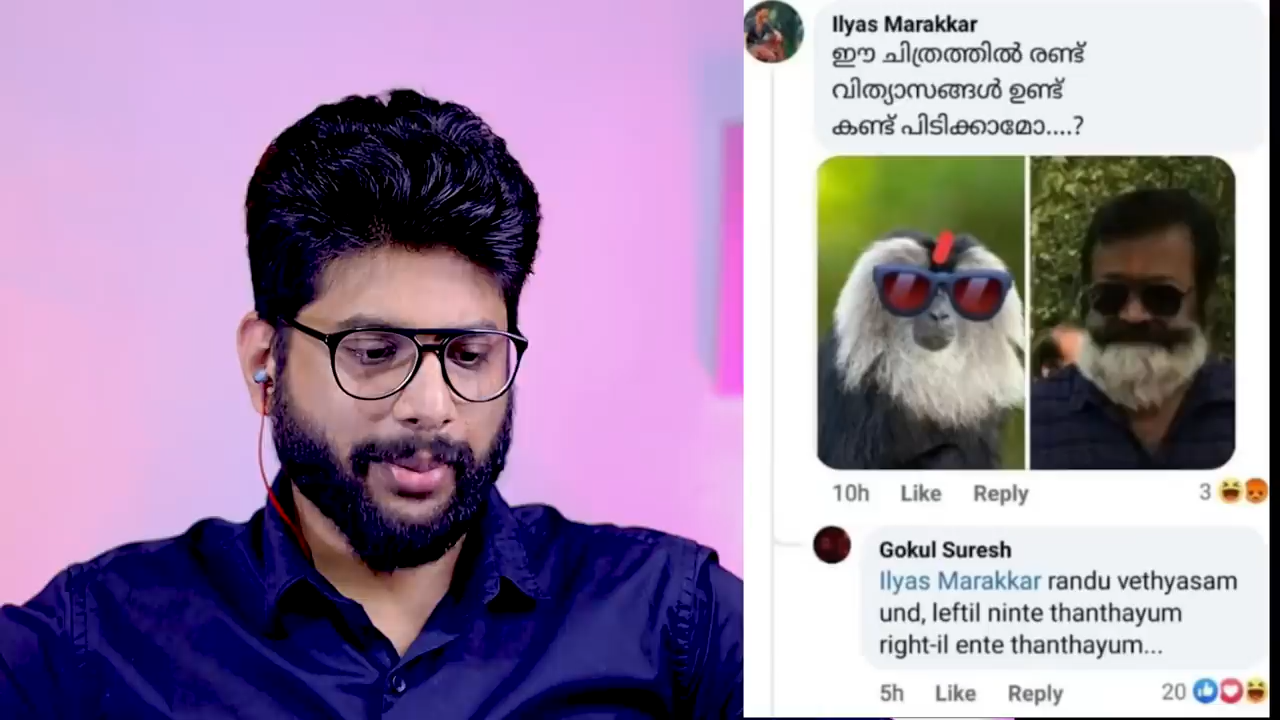 Ilyas Marakkar
ഈ ചിത്രത്തിൽ രണ്ട്
വിത്യാസങ്ങൾ ഉണ്ട്
കണ്ട് പിടിക്കാമോ....?
10h Like Reply 3
Gokul Suresh
Ilyas Marakkar randu vethyasam
und, leftil ninte thanthayum
right-il ente thanthayum...
5h Like Reply 20